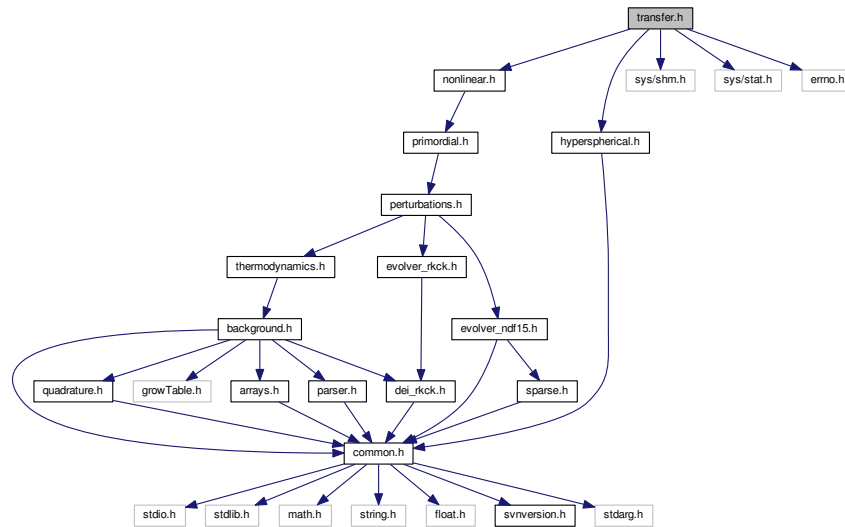 transfer.h
nonlinear.h
sys/shm.h
sys/stat.h
errno.h
primordial.h
hyperspherical.h
perturbations.h
thermodynamics.h
evolver_rkck.h
background.h
evolver_ndf15.h
quadrature.h
growTable.h
arrays.h
parser.h
dei_rkck.h
sparse.h
common.h
stdio.h
stdlib.h
math.h
string.h
float.h
svnversion.h
stdarg.h